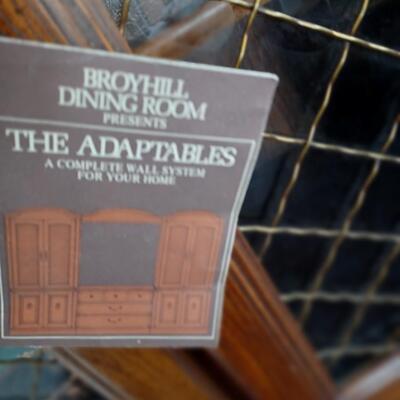 BROYHILL
DINING ROOM
PRESENTS
THE ADAPTABLES
A COMPLETE WALL SYSTEM
FOR YOUR HOME